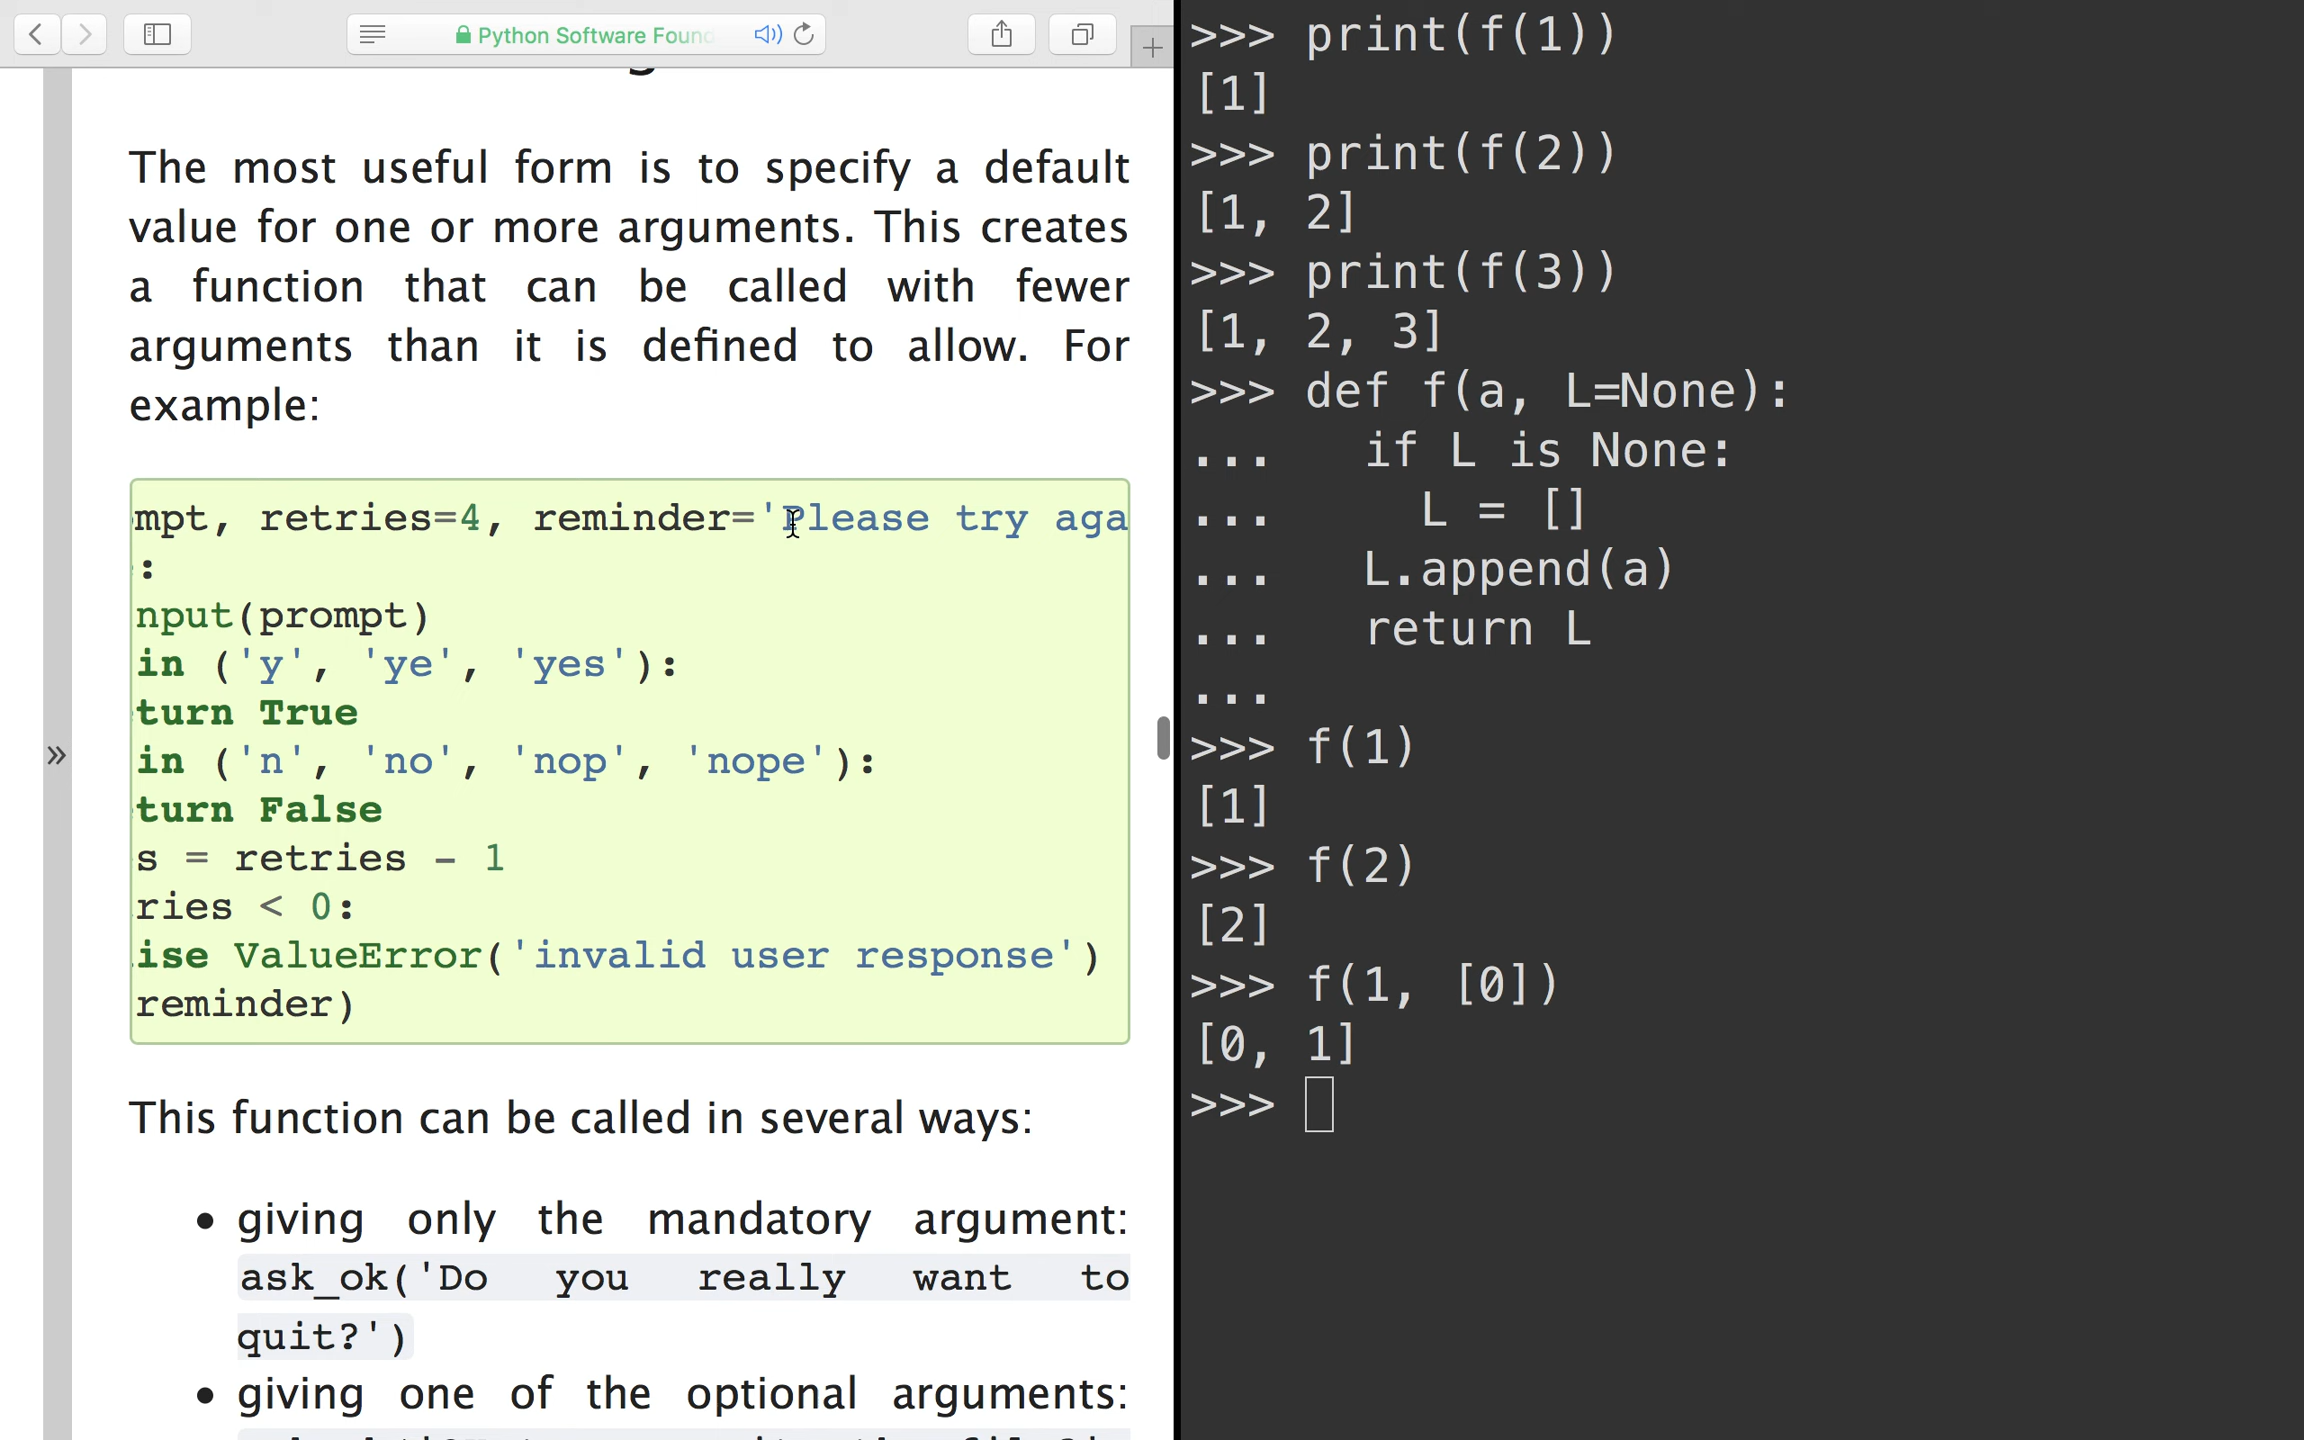 Python Software Foun
The most useful form is to specify a default
value for one or more arguments. This creates
a function that can be called with fewer
arguments than it is defined to allow. For
example:
mpt, retries=4, reminder='Please try aga
:
nput(prompt)
in ('y', 'ye', 'yes'):
turn True
in ('n', 'no', 'nop', 'nope'):
turn False
s = retries - 1
ries < 0:
ise ValueError('invalid user response')
reminder)
This function can be called in several ways:
• giving only the mandatory argument:
ask_ok('Do you really want to
quit?')
• giving one of the optional arguments:
>>> print(f(1))
[1]
>>> print(f(2))
[1, 2]
>>> print(f(3))
[1, 2, 3]
>>> def f(a, L=None):
...   if L is None:
...     L = []
...   L.append(a)
...   return L
...
>>> f(1)
[1]
>>> f(2)
[2]
>>> f(1, [0])
[0, 1]
>>>